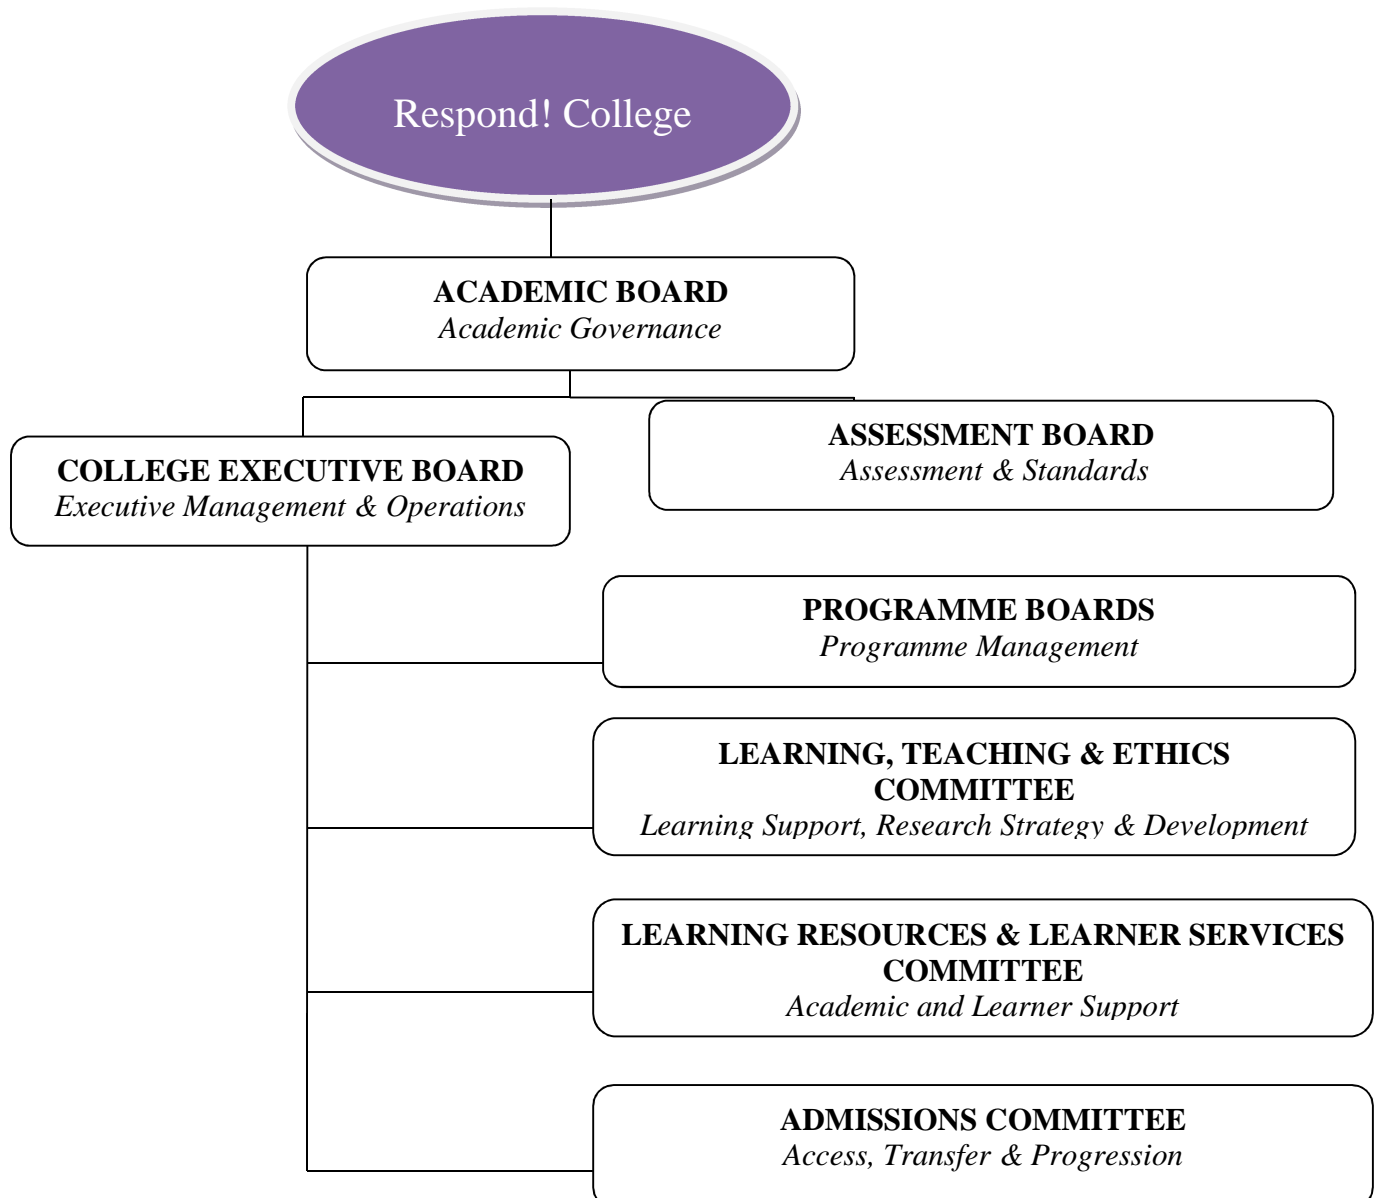 Respond! College
ACADEMIC BOARD
Academic Governance
ASSESSMENT BOARD
Assessment & Standards
COLLEGE EXECUTIVE BOARD
Executive Management & Operations
PROGRAMME BOARDS
Programme Management
LEARNING, TEACHING & ETHICS
COMMITTEE
Learning Support, Research Strategy & Development
LEARNING RESOURCES & LEARNER SERVICES
COMMITTEE
Academic and Learner Support
ADMISSIONS COMMITTEE
Access, Transfer & Progression